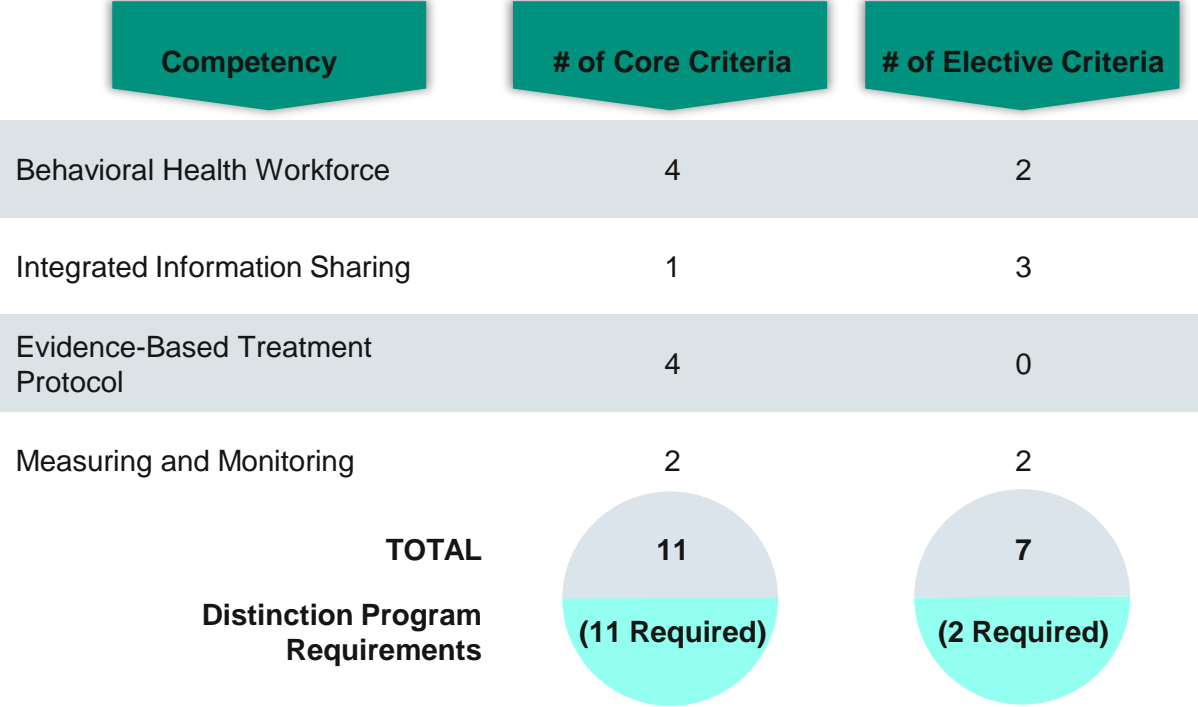 Competency # of Core Criteria # of Elective Criteria
Behavioral Health Workforce 4 2
Integrated Information Sharing 1 3
Evidence-Based Treatment
Protocol 4 0
Measuring and Monitoring 2 2
TOTAL 11 7
Distinction Program
Requirements (11 Required) (2 Required)